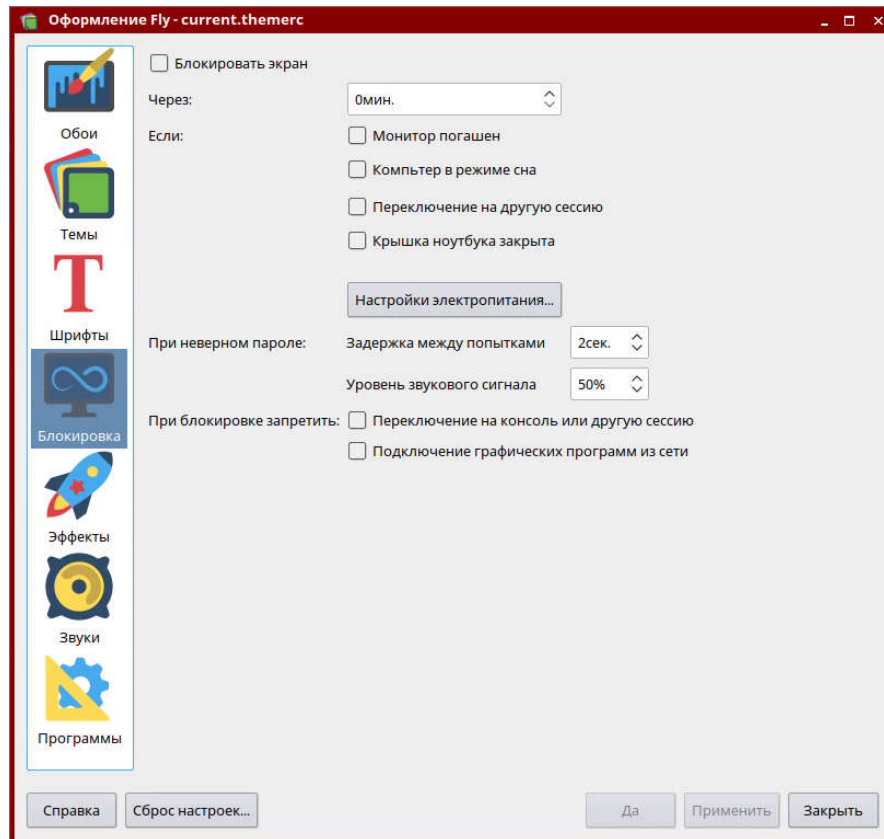 Оформление Fly - current.themerc
Обои
Темы
Шрифты
Блокировка
Эффекты
Звуки
Программы
Блокировать экран
Через: 0мин.
Если: Монитор погашен
Компьтер в режиме сна
Переключение на другую сессию
Крышка ноутбука закрыта
Настройки электропитания...
При неверном пароле: Задержка между попытками 2сек.
Уровень звукового сигнала 50%
При блокировке запретить: Переключение на консоль или другую сессию
Подключение графических программ из сети
Справка Сброс настроек... Да Применить Закрыть